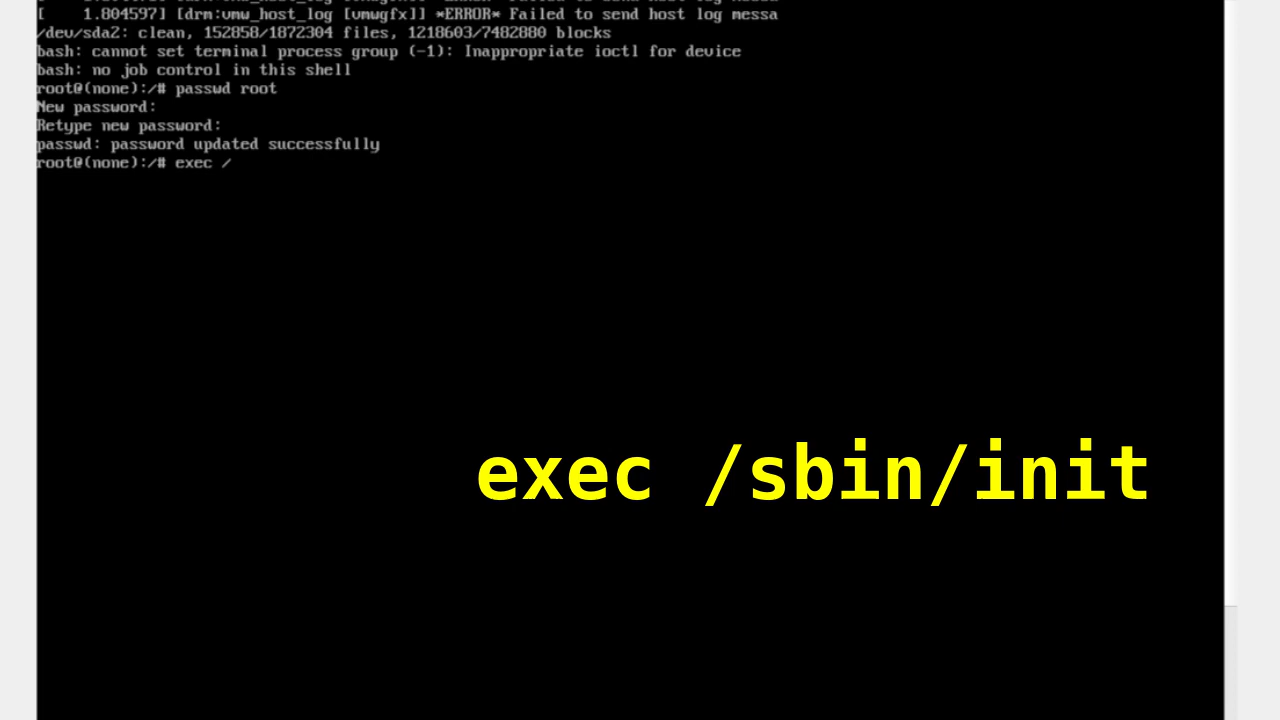 [    1.804597] [drm:vmw_host_log [vmwgfx]] *ERROR* Failed to send host log messa
/dev/sda2: clean, 152858/1872304 files, 1218603/7482880 blocks
bash: cannot set terminal process group (-1): Inappropriate ioctl for device
bash: no job control in this shell
root@(none):/# passwd root
New password:
Retype new password:
passwd: password updated successfully
root@(none):/# exec /
exec /sbin/init